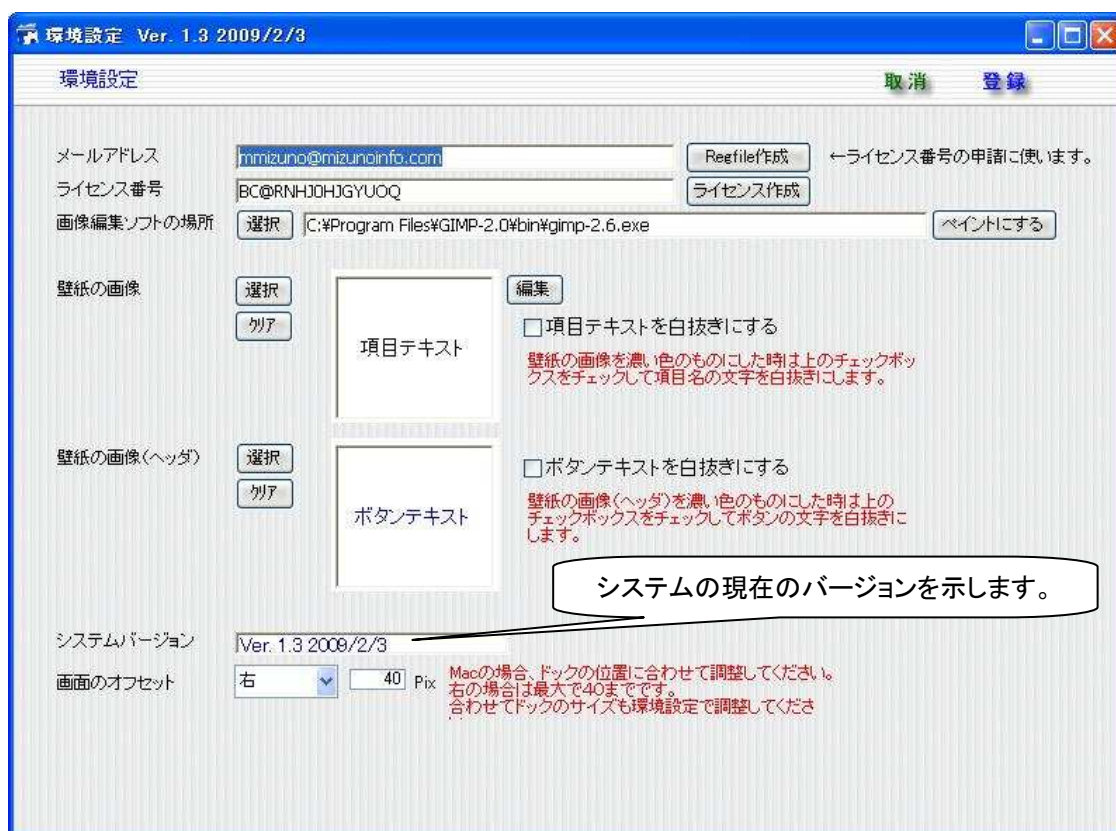 環境設定 Ver. 1.3 2009/2/3
環境設定 取消 登録
メールアドレス mmizuno@mizunoinfo.com Regfile作成 ←ライセンス番号の申請に使います。
ライセンス番号 BC@RNHJ0HJGYUOQ ライセンス作成
画像編集ソフトの場所 選択 C:¥Program Files¥GIMP-2.0¥bin¥gimp-2.6.exe ペイントにする
壁紙の画像 選択 編集
クリア 項目テキスト 項目テキストを白抜きにする
壁紙の画像を濃い色のものにした時は上のチェックボッ
クスをチェックして項目名の文字を白抜きにします。
壁紙の画像(ヘッダ) 選択 ボタンテキストを白抜きにする
クリア ボタンテキスト
壁紙の画像(ヘッダ)を濃い色のものにした時は上の
チェックボックスをチェックしてボタンの文字を白抜きに
します。
システムの現在のバージョンを示します。
システムバージョン Ver. 1.3 2009/2/3
画面のオフセット 右 40 Pix
Macの場合、ドックの位置に合わせて調整してください。
右の場合は最大で40までです。
合わせてドックのサイズも環境設定で調整してくださ